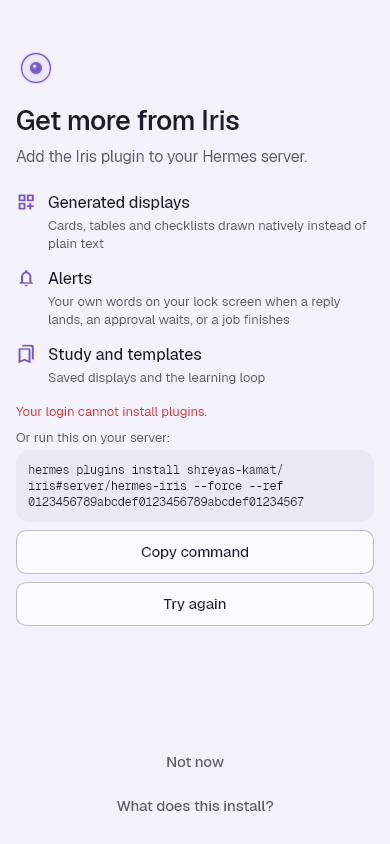 Get more from Iris
Add the Iris plugin to your Hermes server.
Generated displays
Cards, tables and checklists drawn natively instead of
plain text
Alerts
Your own words on your lock screen when a reply
lands, an approval waits, or a job finishes
Study and templates
Saved displays and the learning loop
Your login cannot install plugins.
Or run this on your server:
hermes plugins install shreyas-kamat/
iris#server/hermes-iris --force --ref
0123456789abcdef0123456789abcdef01234567
Copy command
Try again
Not now
What does this install?